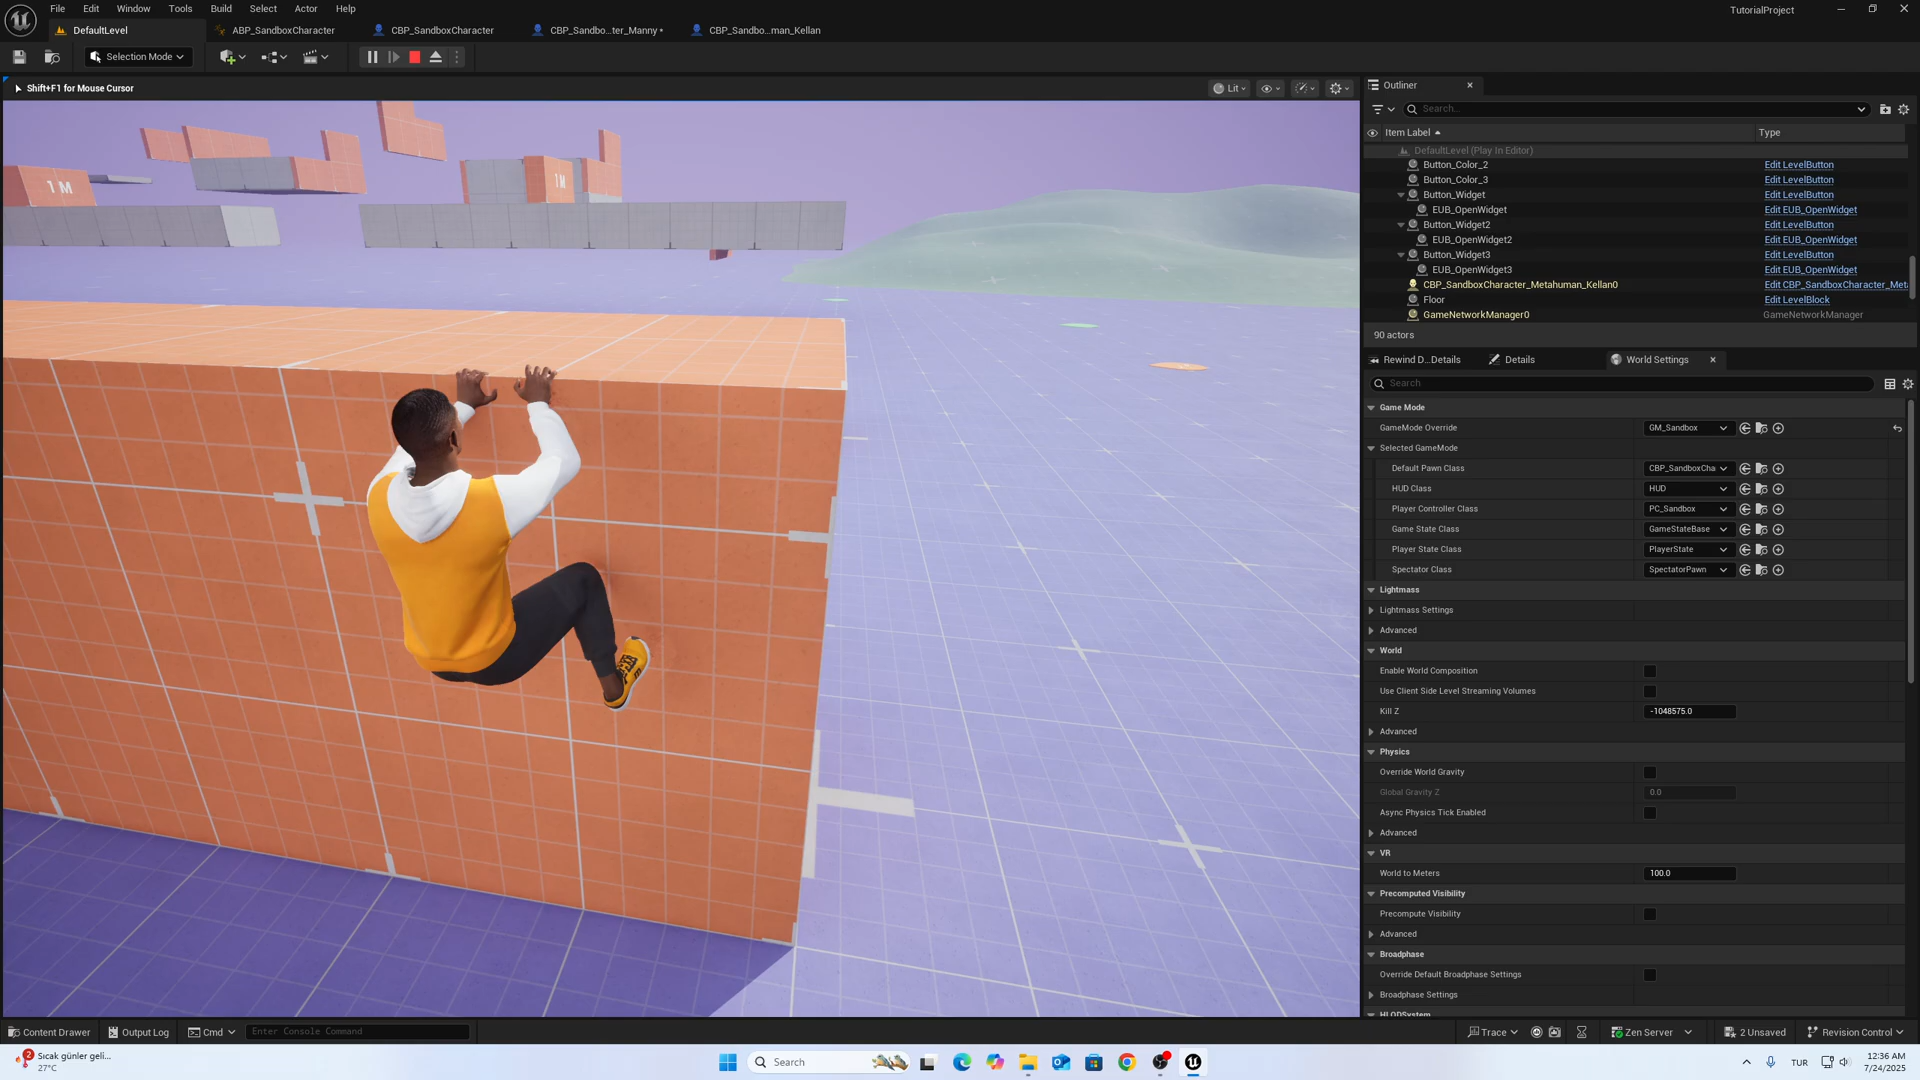 File Edit Window Tools Build Select Actor Help
TutorialProject
DefaultLevel
ABP_SandboxCharacter
CBP_SandboxCharacter
CBP_Sandbo...ter_Manny •
CBP_Sandbo...man_Kellan
Selection Mode
Shift+F1 for Mouse Cursor
Lit
1 M
1M
Outliner
Search...
Item Label
Type
DefaultLevel (Play In Editor)
Button_Color_2 Edit LevelButton
Button_Color_3 Edit LevelButton
Button_Widget Edit LevelButton
EUB_OpenWidget Edit EUB_OpenWidget
Button_Widget2 Edit LevelButton
EUB_OpenWidget2 Edit EUB_OpenWidget
Button_Widget3 Edit LevelButton
EUB_OpenWidget3 Edit EUB_OpenWidget
CBP_SandboxCharacter_Metahuman_Kellan0 Edit CBP_SandboxCharacter_Met
Floor Edit LevelBlock
GameNetworkManager0 GameNetworkManager
90 actors
Rewind D...Details
Details
World Settings
Search
Game Mode
GameMode Override GM_Sandbox
Selected GameMode
Default Pawn Class CBP_SandboxCha
HUD Class HUD
Player Controller Class PC_Sandbox
Game State Class GameStateBase
Player State Class PlayerState
Spectator Class SpectatorPawn
Lightmass
Lightmass Settings
Advanced
World
Enable World Composition
Use Client Side Level Streaming Volumes
Kill Z -1048575.0
Advanced
Physics
Override World Gravity
Global Gravity Z 0.0
Async Physics Tick Enabled
Advanced
VR
World to Meters 100.0
Precomputed Visibility
Precompute Visibility
Advanced
Broadphase
Override Default Broadphase Settings
Broadphase Settings
HLODSystem
Content Drawer
Output Log
Cmd
Enter Console Command
Trace
Zen Server
2 Unsaved
Revision Control
2
Sıcak günler geli...
27°C
Search
TUR
12:36 AM
7/24/2025